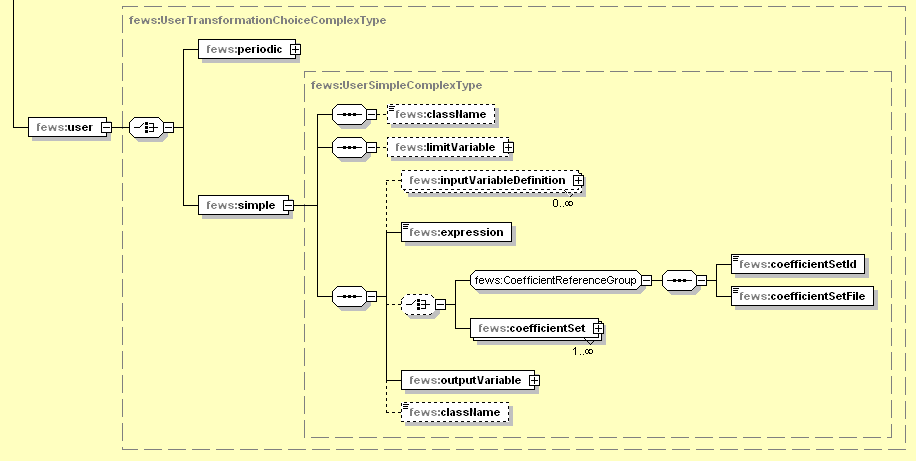 fews:UserTransformationChoiceComplexType
fews:periodic
fews:UserSimpleComplexType
fews:className
fews:user
fews:limitVariable
fews:inputVariableDefinition
0..∞
fews:simple
fews:expression
fews:coefficientSetId
fews:CoefficientReferenceGroup
fews:coefficientSetFile
fews:coefficientSet
1..∞
fews:outputVariable
fews:className